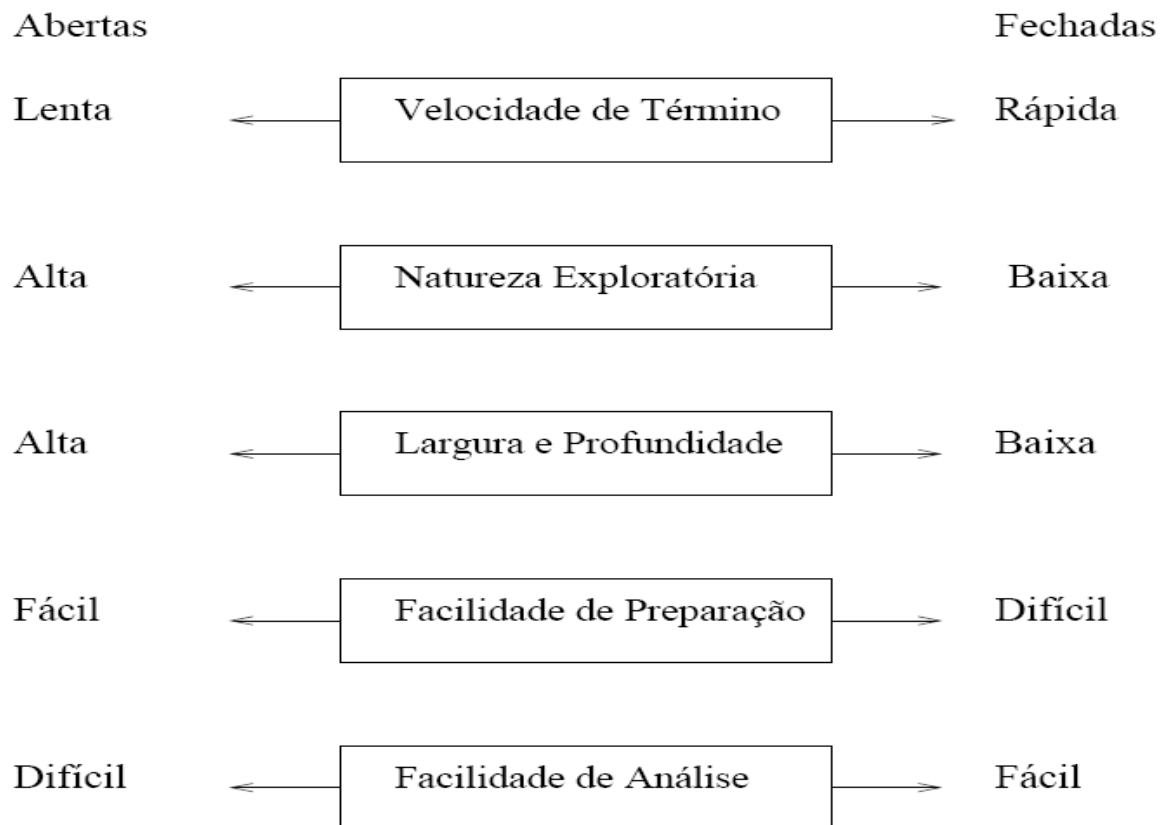 Abertas Fechadas
Lenta Velocidade de Término Rápida
Alta Natureza Exploratória Baixa
Alta Largura e Profundidade Baixa
Fácil Facilidade de Preparação Difícil
Difícil Facilidade de Análise Fácil